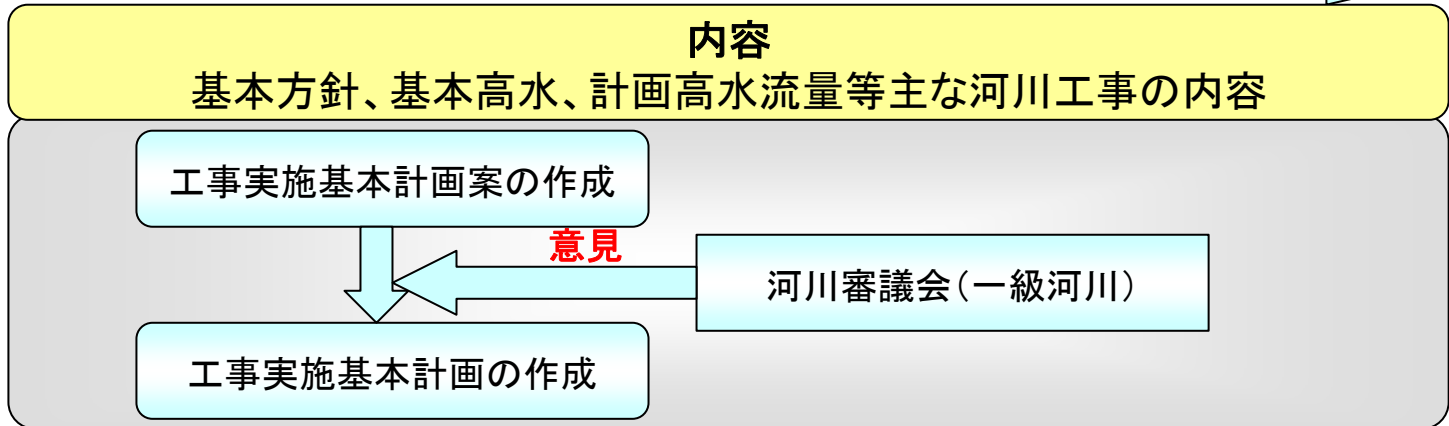 内容
基本方針、基本高水、計画高水流量等主な河川工事の内容
工事実施基本計画案の作成
意見
河川審議会(一級河川)
工事実施基本計画の作成